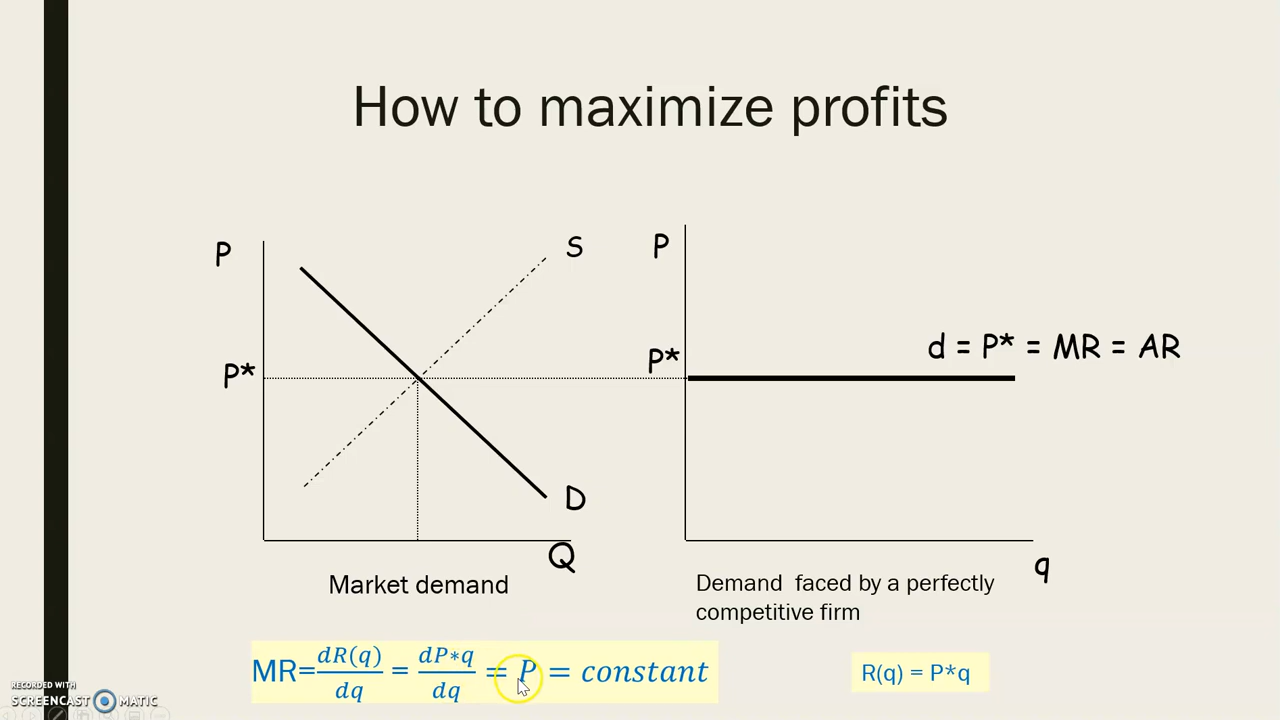 How to maximize profits
P
S
P*
D
Q
Market demand
P
P*
d = P* = MR = AR
q
Demand faced by a perfectly
competitive firm
MR=dR(q)/dq = dP*q/dq = P = constant
R(q) = P*q
RECORDED WITH
SCREENCAST MATIC